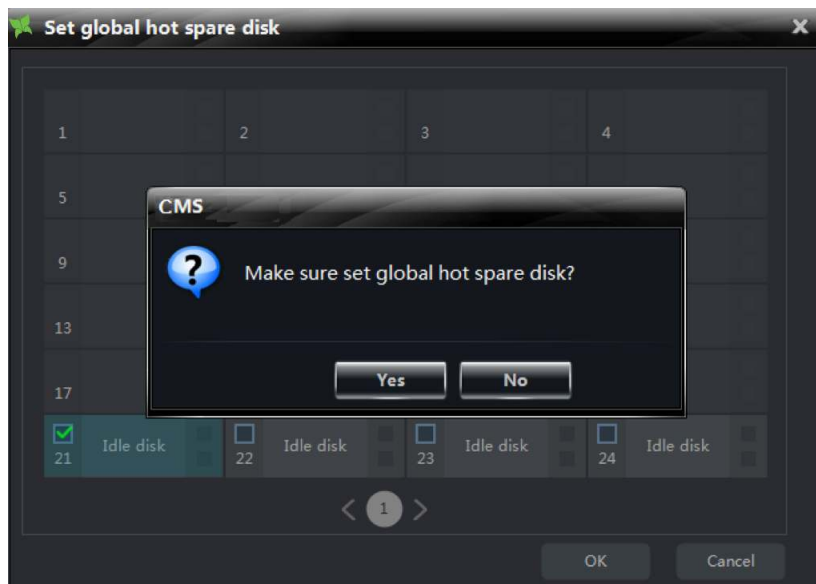 Set global hot spare disk
1 2 3 4
5
CMS
9
Make sure set global hot spare disk?
13
Yes No
17
21 Idle disk 22 Idle disk 23 Idle disk 24 Idle disk
1
OK Cancel